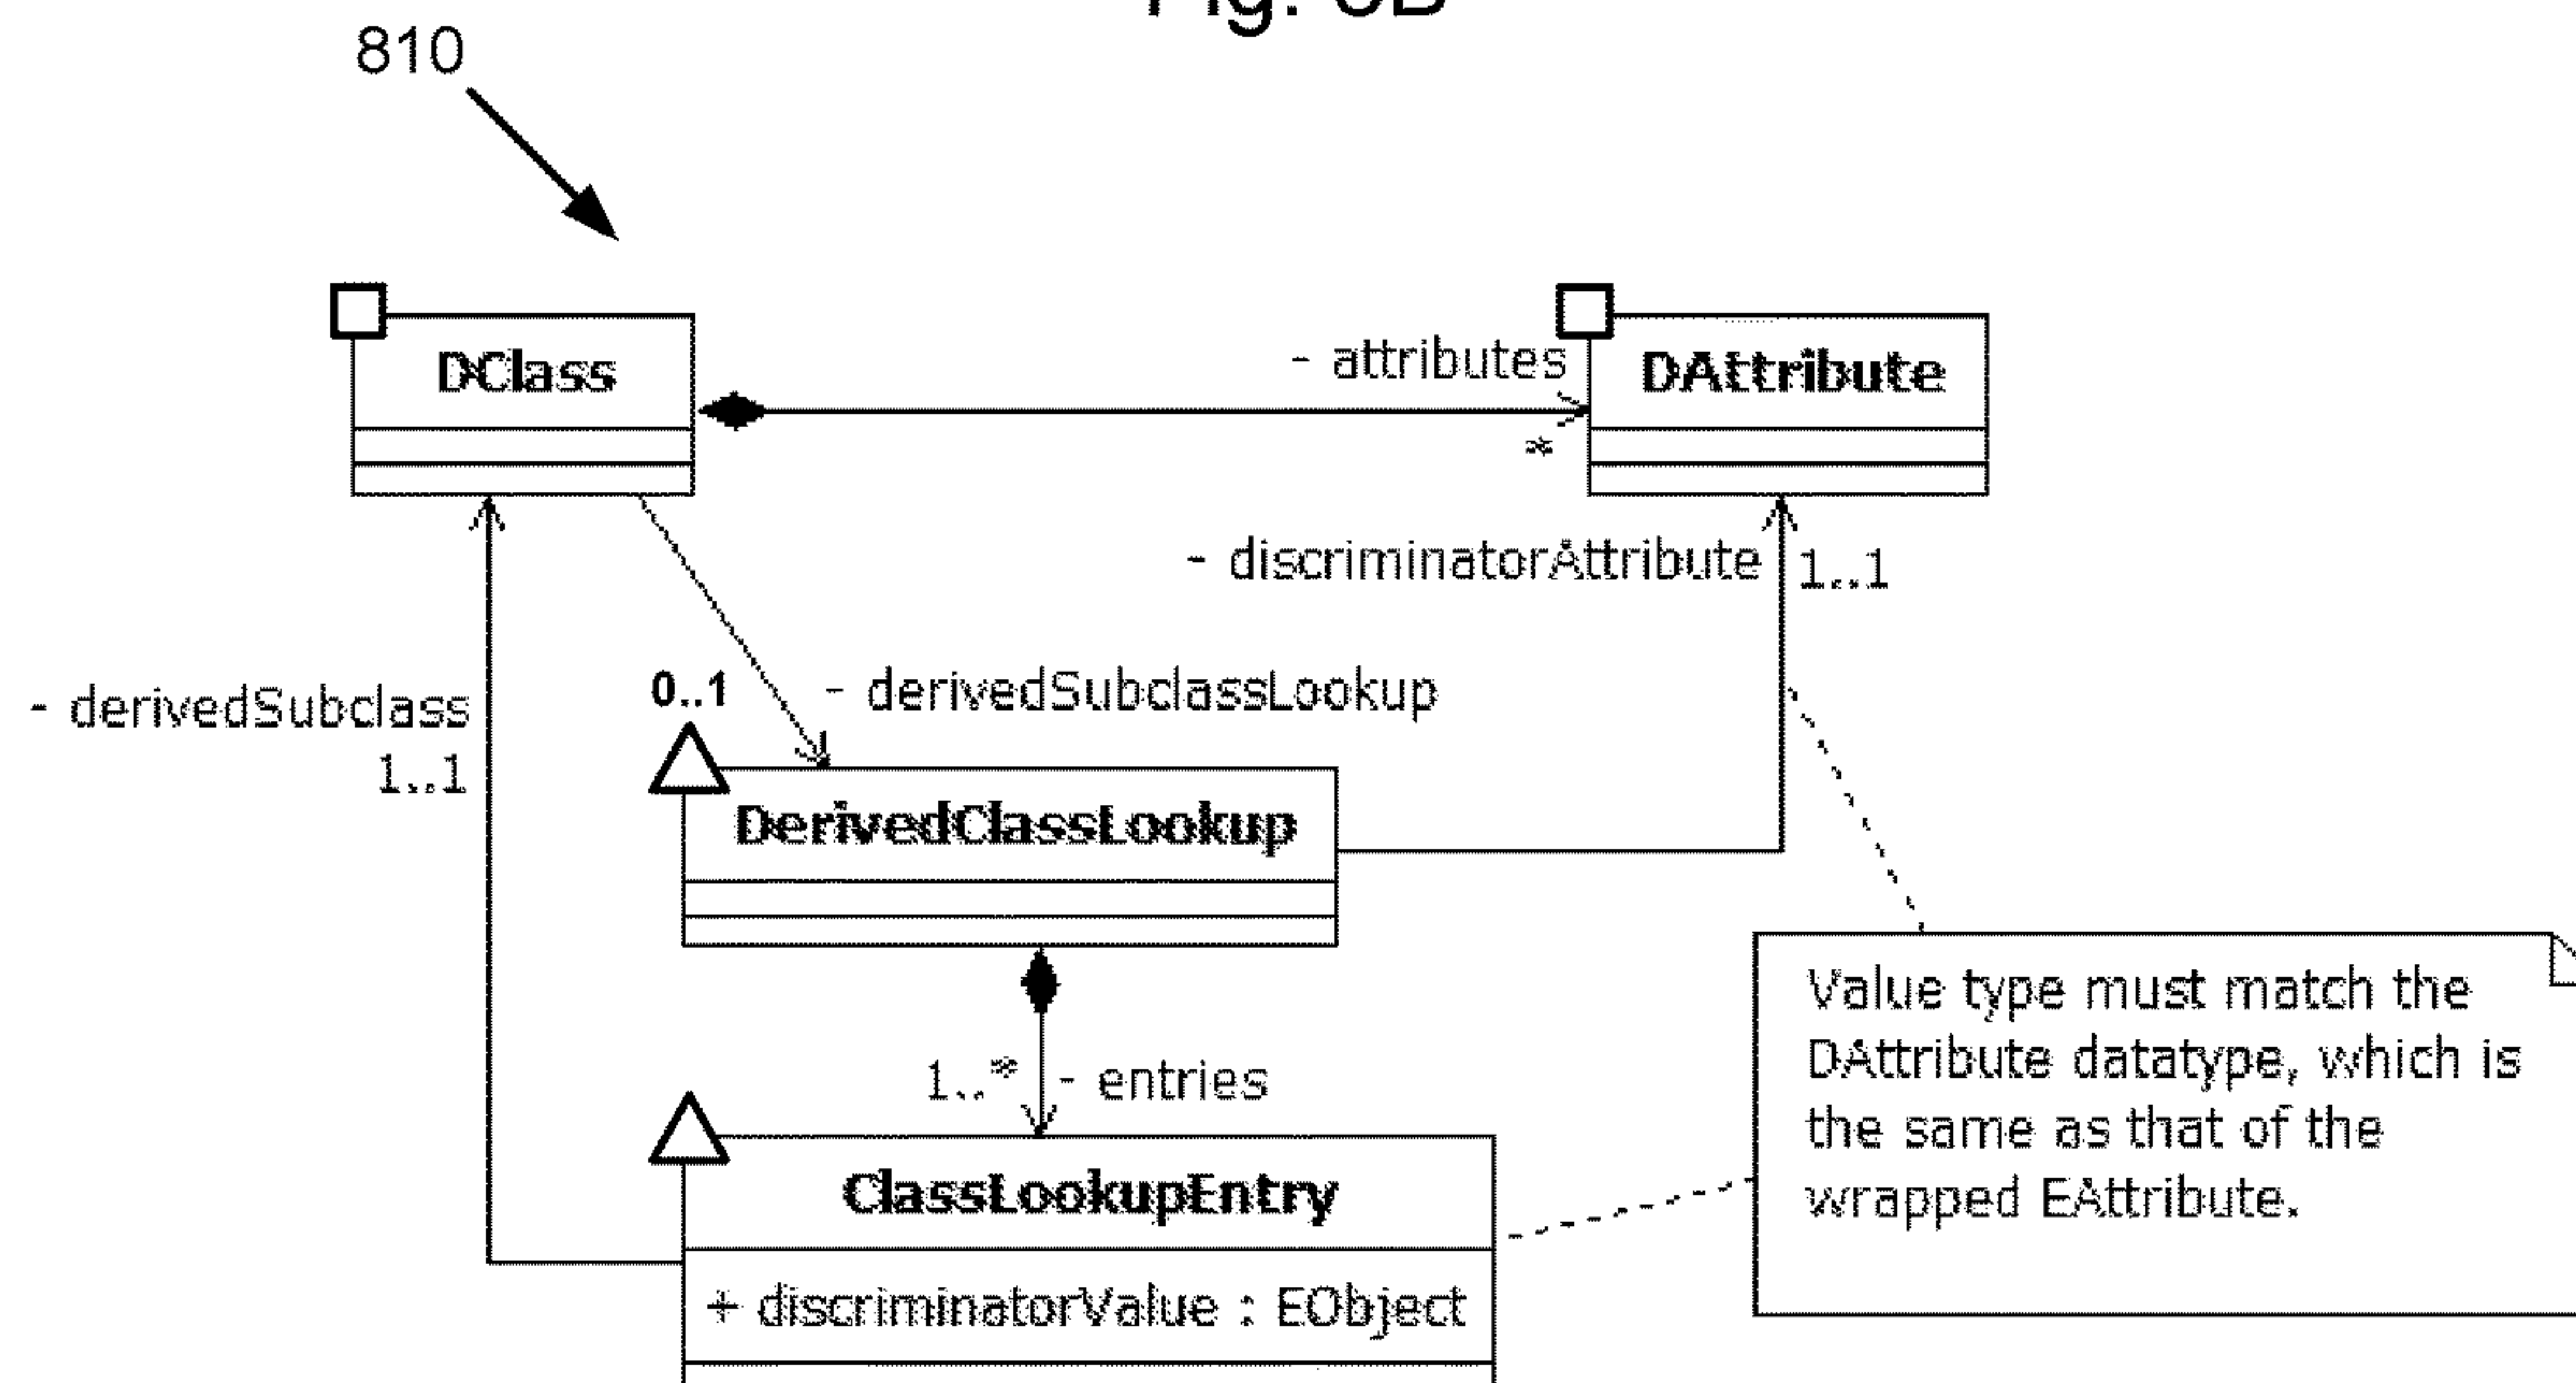 810
DClass
- attributes
DAttribute
*
- discriminatorAttribute 1..1
0..1 - derivedSubclassLookup
- derivedSubclass
1..1
DerivedClassLookup
1..* - entries
Value type must match the
DAttribute datatype, which is
the same as that of the
wrapped EAttribute.
ClassLookupEntry
+ discriminatorValue : EObject